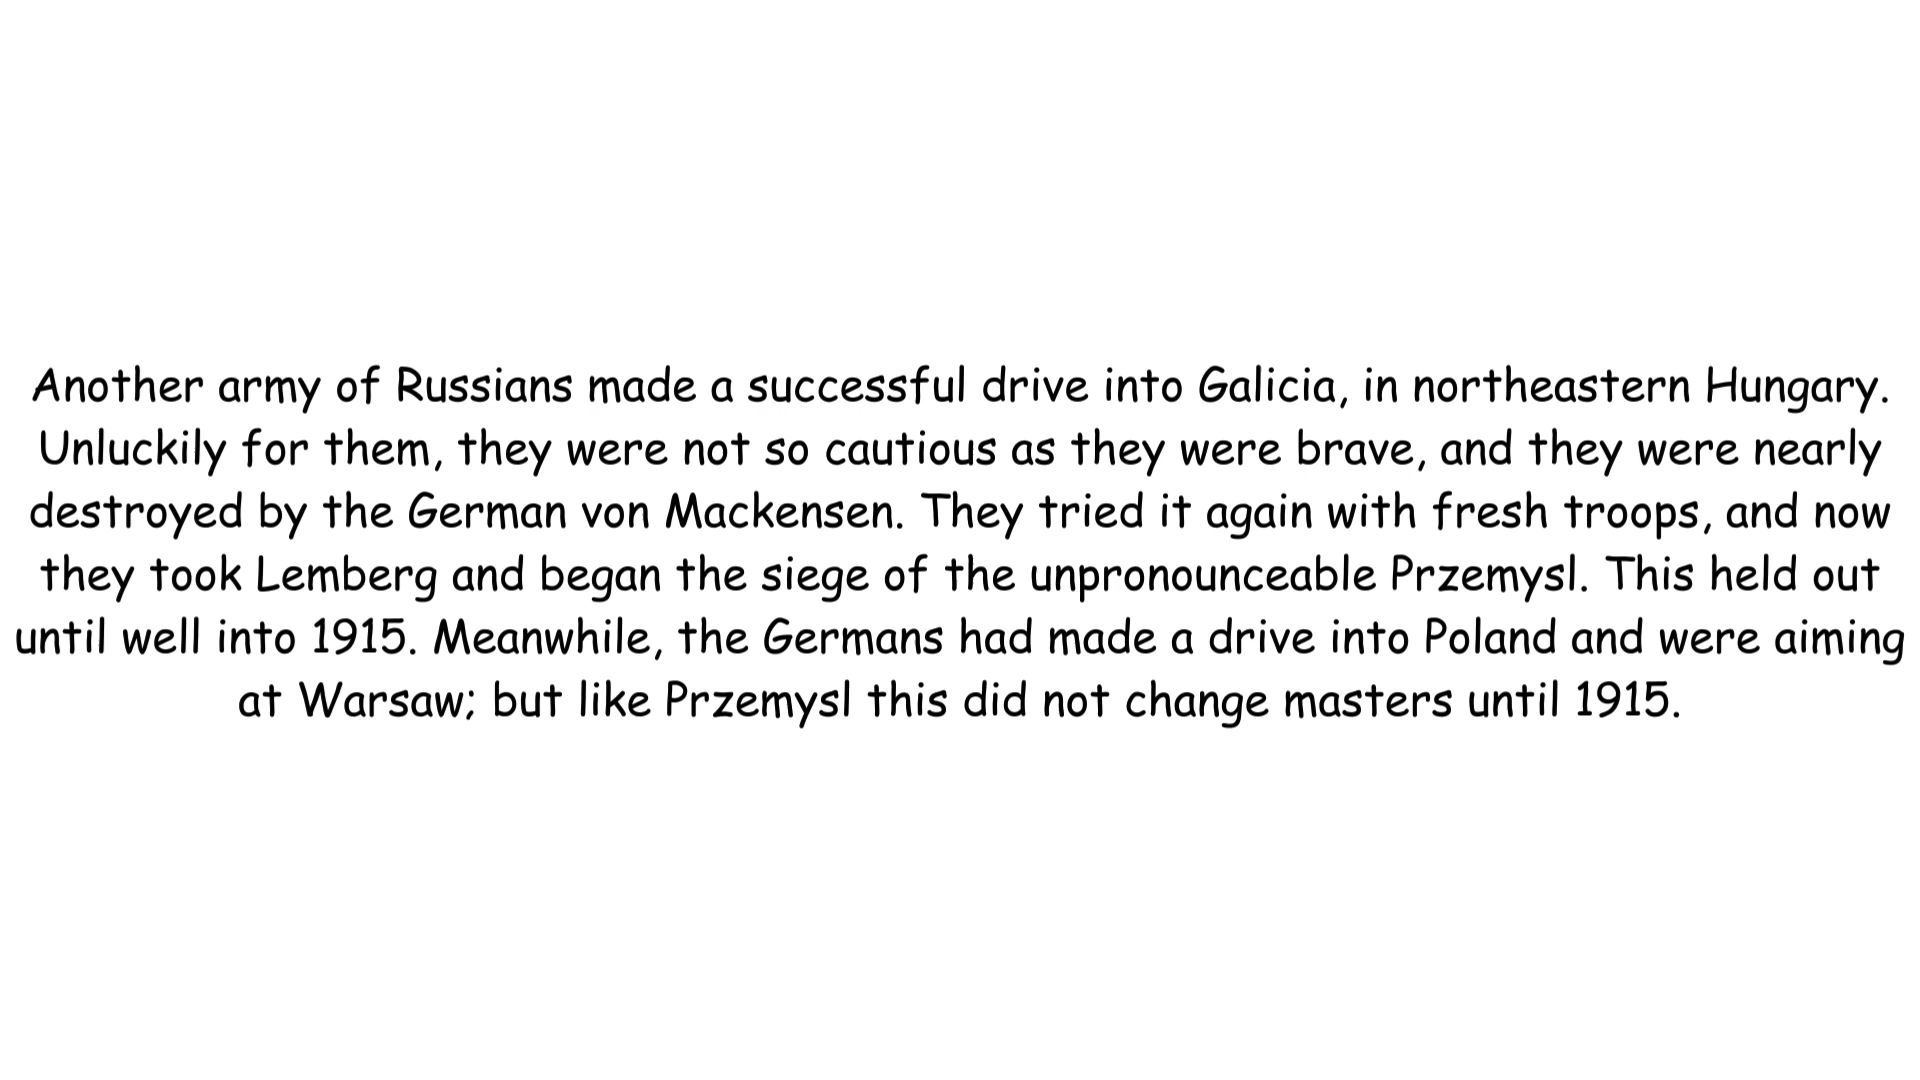 Another army of Russians made a successful drive into Galicia, in northeastern Hungary.
Unluckily for them, they were not so cautious as they were brave, and they were nearly
destroyed by the German von Mackensen. They tried it again with fresh troops, and now
they took Lemberg and began the siege of the unpronounceable Przemysl. This held out
until well into 1915. Meanwhile, the Germans had made a drive into Poland and were aiming
at Warsaw; but like Przemysl this did not change masters until 1915.